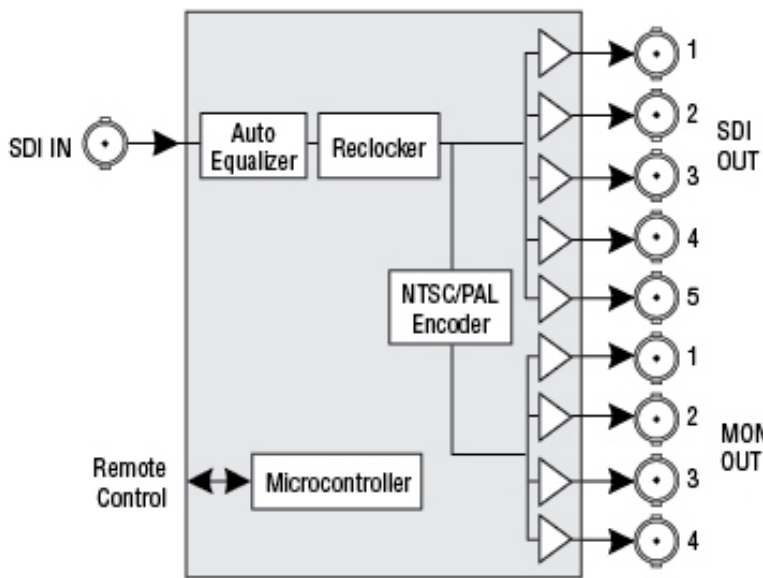 SDI IN
Auto
Equalizer
Reclocker
NTSC/PAL
Encoder
Remote
Control
Microcontroller
1
2
3
4
5
SDI
OUT
1
2
3
4
MON
OUT